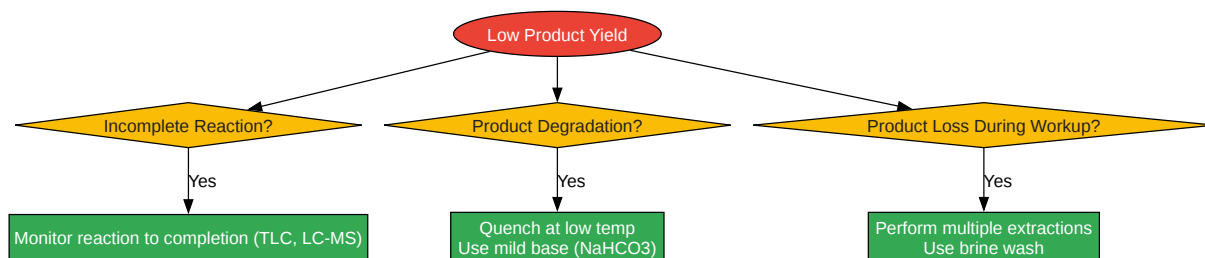 Low Product Yield
Incomplete Reaction?
Product Degradation?
Product Loss During Workup?
Yes
Yes
Yes
Monitor reaction to completion (TLC, LC-MS)
Quench at low temp
Use mild base (NaHCO3)
Perform multiple extractions
Use brine wash